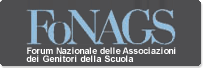 FoNAGS
Forum Nazionale delle Associazioni
dei Genitori della Scuola